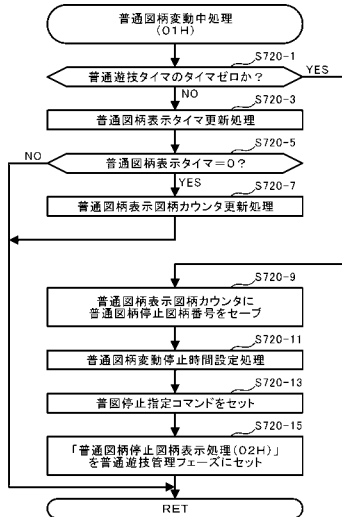 普通図柄変動中処理
(01H)
S720-1
普通遊技タイマのタイマゼロか?
YES
NO
S720-3
普通図柄表示タイマ更新処理
S720-5
NO
普通図柄表示タイマ=0?
YES
S720-7
普通図柄表示図柄カウンタ更新処理
S720-9
普通図柄表示図柄カウンタに
普通図柄停止図柄番号をセーブ
S720-11
普通図柄変動停止時間設定処理
S720-13
普図停止指定コマンドをセット
S720-15
「普通図柄停止図柄表示処理(02H)」
を普通遊技管理フェーズにセット
RET